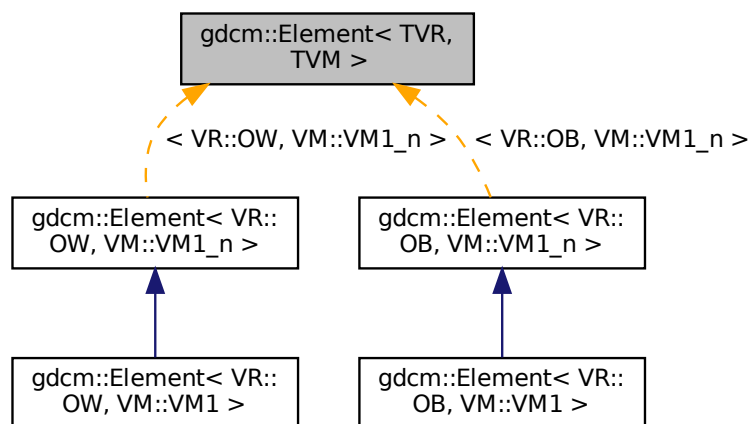 gdcm::Element< TVR,
TVM >
< VR::OW, VM::VM1_n >
< VR::OB, VM::VM1_n >
gdcm::Element< VR::
OW, VM::VM1_n >
gdcm::Element< VR::
OB, VM::VM1_n >
gdcm::Element< VR::
OW, VM::VM1 >
gdcm::Element< VR::
OB, VM::VM1 >